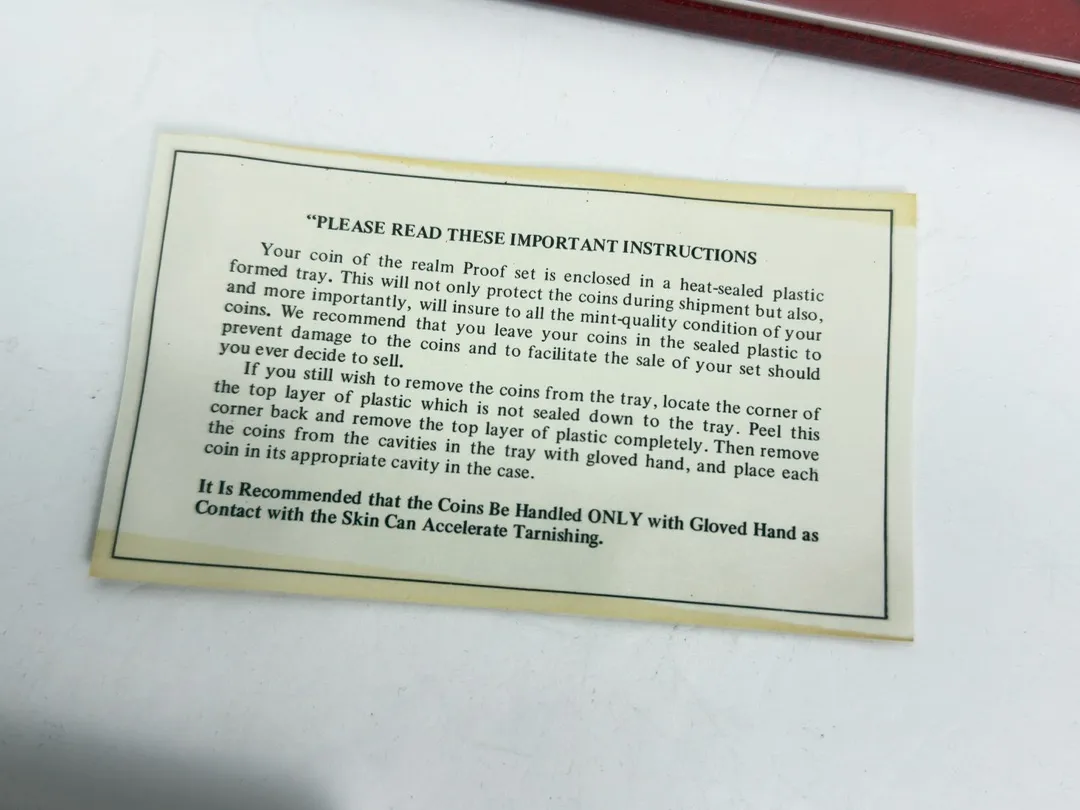 “PLEASE READ THESE IMPORTANT INSTRUCTIONS
Your coin of the realm Proof set is enclosed in a heat-sealed plastic
formed tray. This will not only protect the coins during shipment but also,
and more importantly, will insure to all the mint-quality condition of your
coins. We recommend that you leave your coins in the sealed plastic to
prevent damage to the coins and to facilitate the sale of your set should
you ever decide to sell.
If you still wish to remove the coins from the tray, locate the corner of
the top layer of plastic which is not sealed down to the tray. Peel this
corner back and remove the top layer of plastic completely. Then remove
the coins from the cavities in the tray with gloved hand, and place each
coin in its appropriate cavity in the case.
It Is Recommended that the Coins Be Handled ONLY with Gloved Hand as
Contact with the Skin Can Accelerate Tarnishing.